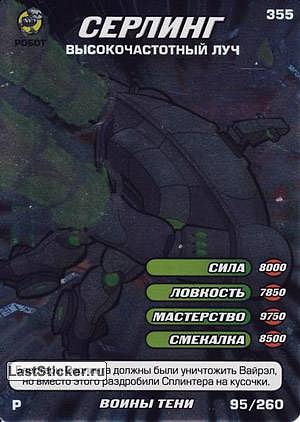 СЕРЛИНГ
355
ВЫСОКОЧАСТОТНЫЙ ЛУЧ
РОБОТ
СИЛА 8000
ЛОВКОСТЬ 7850
МАСТЕРСТВО 9750
СМЕКАЛКА 8500
должны были уничтожить Вайрэл,
но вместо этого раздробили Сплинтера на кусочки.
LastSticker.ru
Р
ВОИНЫ ТЕНИ
95/260